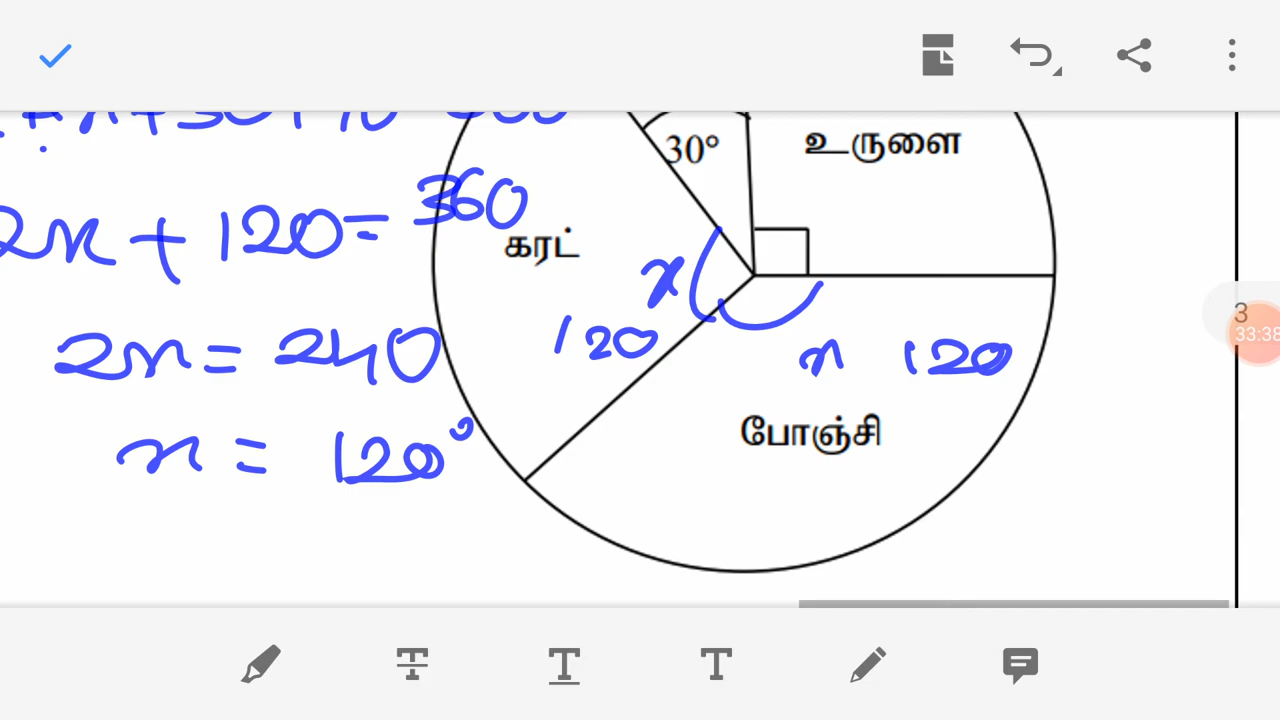 30°
உருளை
2x + 120 = 360
கரட்
x
120
2x = 240
x 120
x = 120°
போஞ்சி
3
33:38